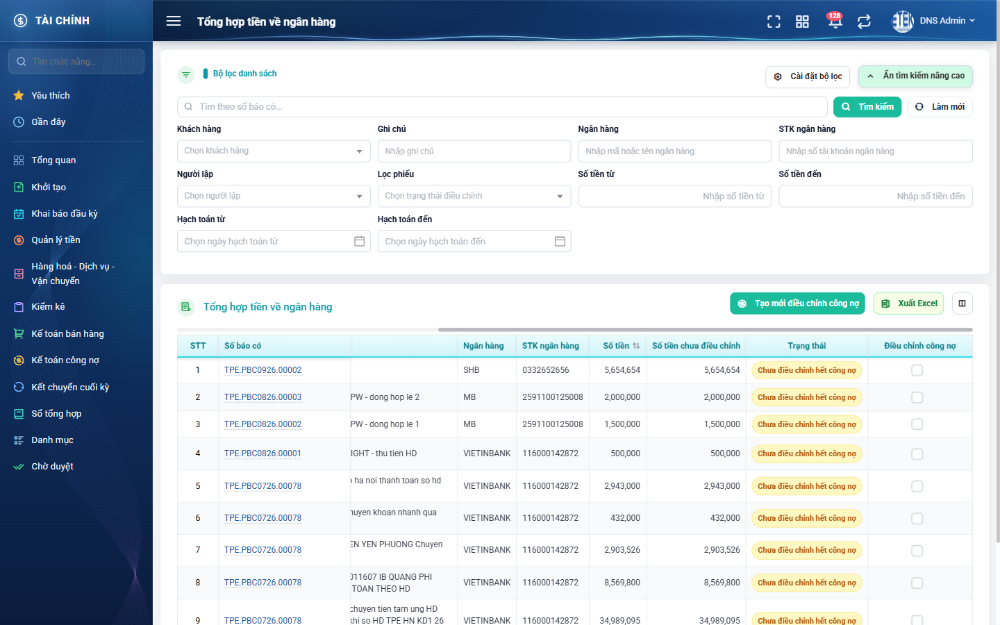 TÀI CHÍNH
Tổng hợp tiền về ngân hàng
128
DNS Admin
Tìm chức năng...
Yêu thích
Gần đây
Tổng quan
Khởi tạo
Khai báo đầu kỳ
Quản lý tiền
Hàng hoá - Dịch vụ -
Vận chuyển
Kiểm kê
Kế toán bán hàng
Kế toán công nợ
Kết chuyển cuối kỳ
Sổ tổng hợp
Danh mục
Chờ duyệt
Bộ lọc danh sách
Cài đặt bộ lọc
Ẩn tìm kiếm nâng cao
Tìm theo số báo có...
Tìm kiếm
Làm mới
Khách hàng
Ghi chú
Ngân hàng
STK ngân hàng
Chọn khách hàng
Nhập ghi chú
Nhập mã hoặc tên ngân hàng
Nhập số tài khoản ngân hàng
Người lập
Lọc phiếu
Số tiền từ
Số tiền đến
Chọn người lập
Chọn trạng thái điều chỉnh
Nhập số tiền từ
Nhập số tiền đến
Hạch toán từ
Hạch toán đến
Chọn ngày hạch toán từ
Chọn ngày hạch toán đến
Tổng hợp tiền về ngân hàng
Tạo mới điều chỉnh công nợ
Xuất Excel
STT Số báo có Ngân hàng STK ngân hàng Số tiền Số tiền chưa điều chỉnh Trạng thái Điều chỉnh công nợ
1 TPE.PBC0926.00002 SHB 0332652656 5,654,654 5,654,654 Chưa điều chỉnh hết công nợ
2 TPE.PBC0826.00003 PW - dong hop le 2 MB 2591100125008 2,000,000 2,000,000 Chưa điều chỉnh hết công nợ
3 TPE.PBC0826.00002 PW - dong hop le 1 MB 2591100125008 1,500,000 1,500,000 Chưa điều chỉnh hết công nợ
4 TPE.PBC0826.00001 IGHT - thu tien HD VIETINBANK 116000142872 500,000 500,000 Chưa điều chỉnh hết công nợ
5 TPE.PBC0726.00078 ha noi thanh toan so hd VIETINBANK 116000142872 2,943,000 2,943,000 Chưa điều chỉnh hết công nợ
6 TPE.PBC0726.00078 huyen khoan nhanh qua VIETINBANK 116000142872 432,000 432,000 Chưa điều chỉnh hết công nợ
7 TPE.PBC0726.00078 EN YEN PHUONG Chuyen VIETINBANK 116000142872 2,903,526 2,903,526 Chưa điều chỉnh hết công nợ
8 TPE.PBC0726.00078 011607 IB QUANG PHI
TOAN THEO HD VIETINBANK 116000142872 8,569,800 8,569,800 Chưa điều chỉnh hết công nợ
9 TPE.PBC0726.00078 chuyen tien tam ung HD
khi so HD TPE HN KD1 26 VIETINBANK 116000142872 34,989,095 34,989,095 Chưa điều chỉnh hết công nợ